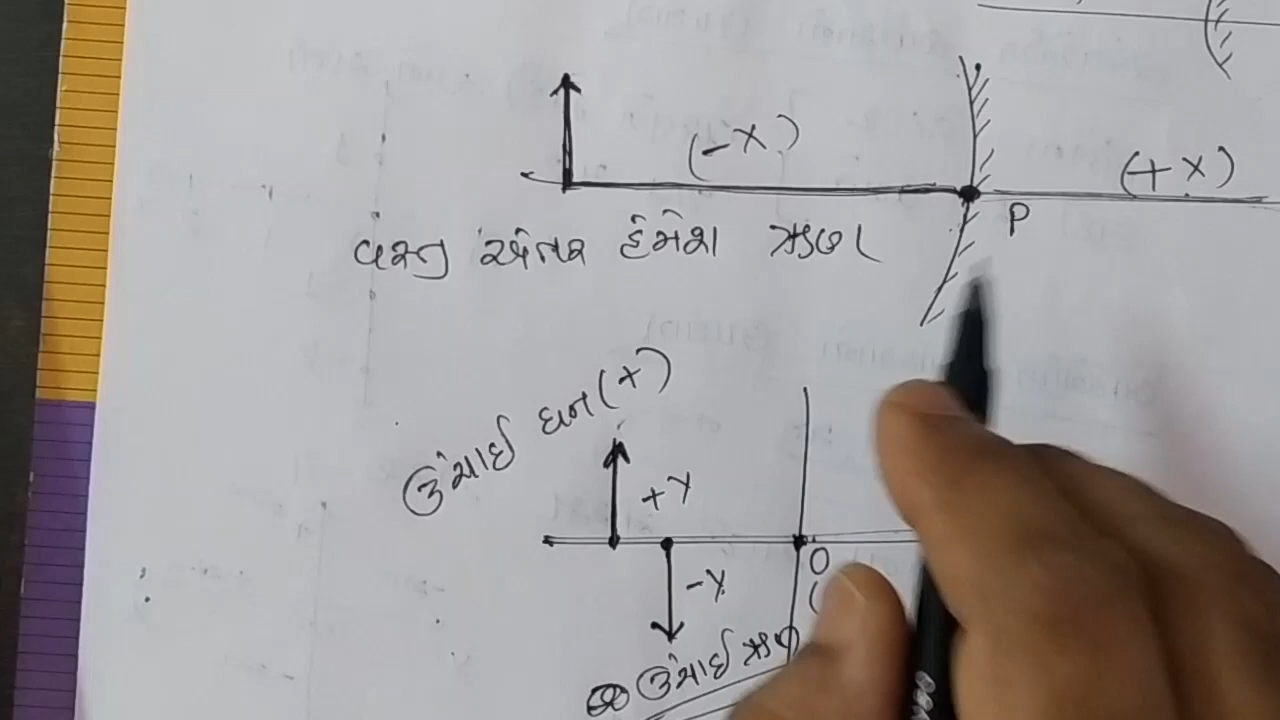 (-x) (+x)
P
વસ્તુ અંતર હંમેશા ઋણ
ઉંચાઈ ધન (+)
+y
O
-y
ઉંચાઈ ઋણ